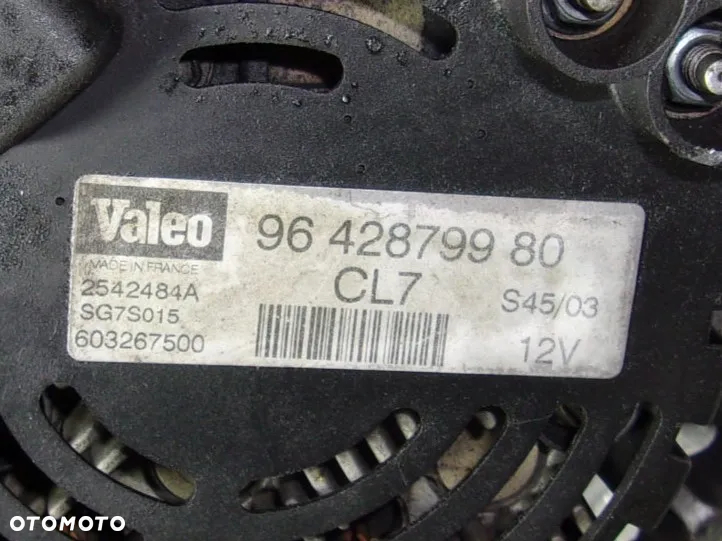 Valeo
96 428799 80
MADE IN FRANCE
CL7
2542484A
S45/03
SG7S015
603267500
12V
OTOMOTO